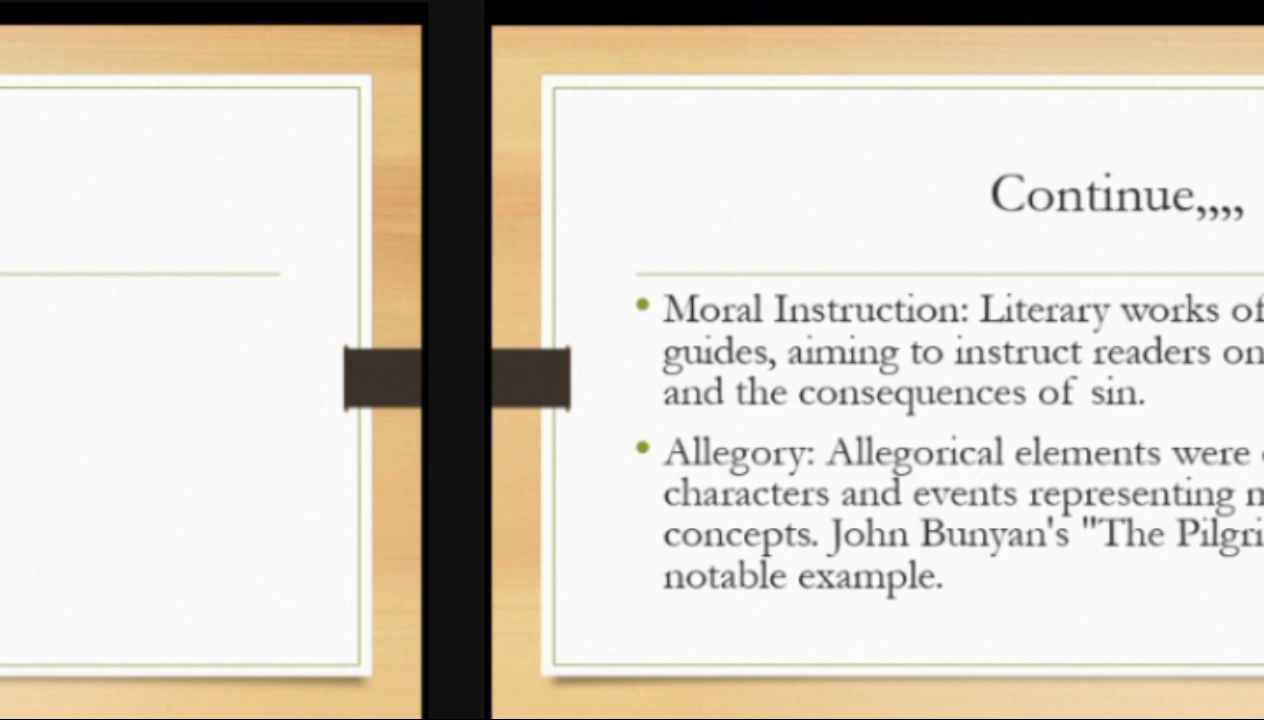 Continue,,,,
Moral Instruction: Literary works of
guides, aiming to instruct readers on
and the consequences of sin.
Allegory: Allegorical elements were
characters and events representing
concepts. John Bunyan's "The
notable example.